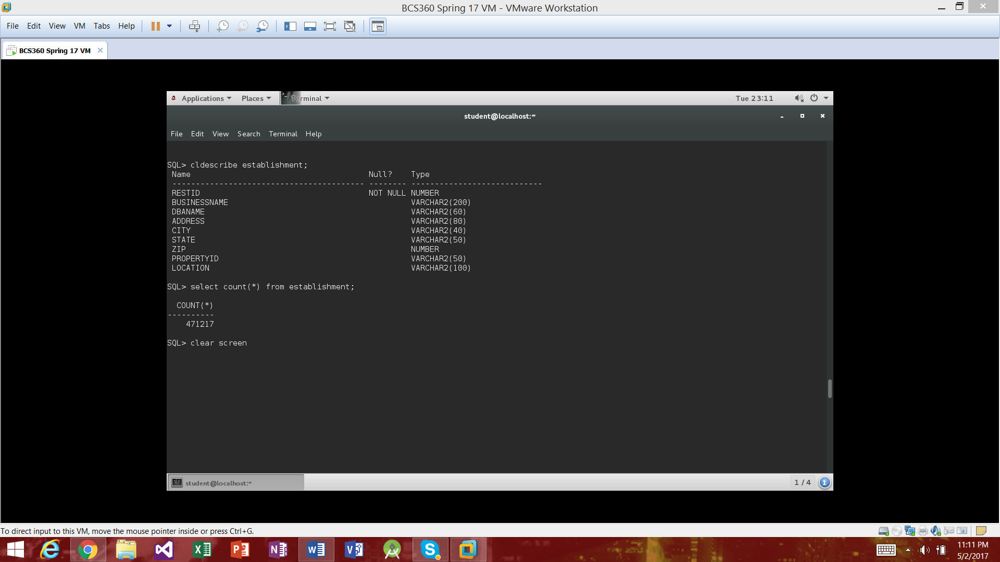 BCS360 Spring 17 VM - VMware Workstation
File Edit View VM Tabs Help
BCS360 Spring 17 VM
Applications Places Terminal Tue 23:11
student@localhost:~
File Edit View Search Terminal Help
SQL> cldescribe establishment;
Name Null? Type
----------------------------------------- -------- ----------------------------
RESTID NOT NULL NUMBER
BUSINESSNAME VARCHAR2(200)
DBANAME VARCHAR2(60)
ADDRESS VARCHAR2(80)
CITY VARCHAR2(40)
STATE VARCHAR2(50)
ZIP NUMBER
PROPERTYID VARCHAR2(50)
LOCATION VARCHAR2(100)
SQL> select count(*) from establishment;
COUNT(*)
----------
471217
SQL> clear screen
student@localhost:~ 1 / 4 1
To direct input to this VM, move the mouse pointer inside or press Ctrl+G.
11:11 PM
5/2/2017